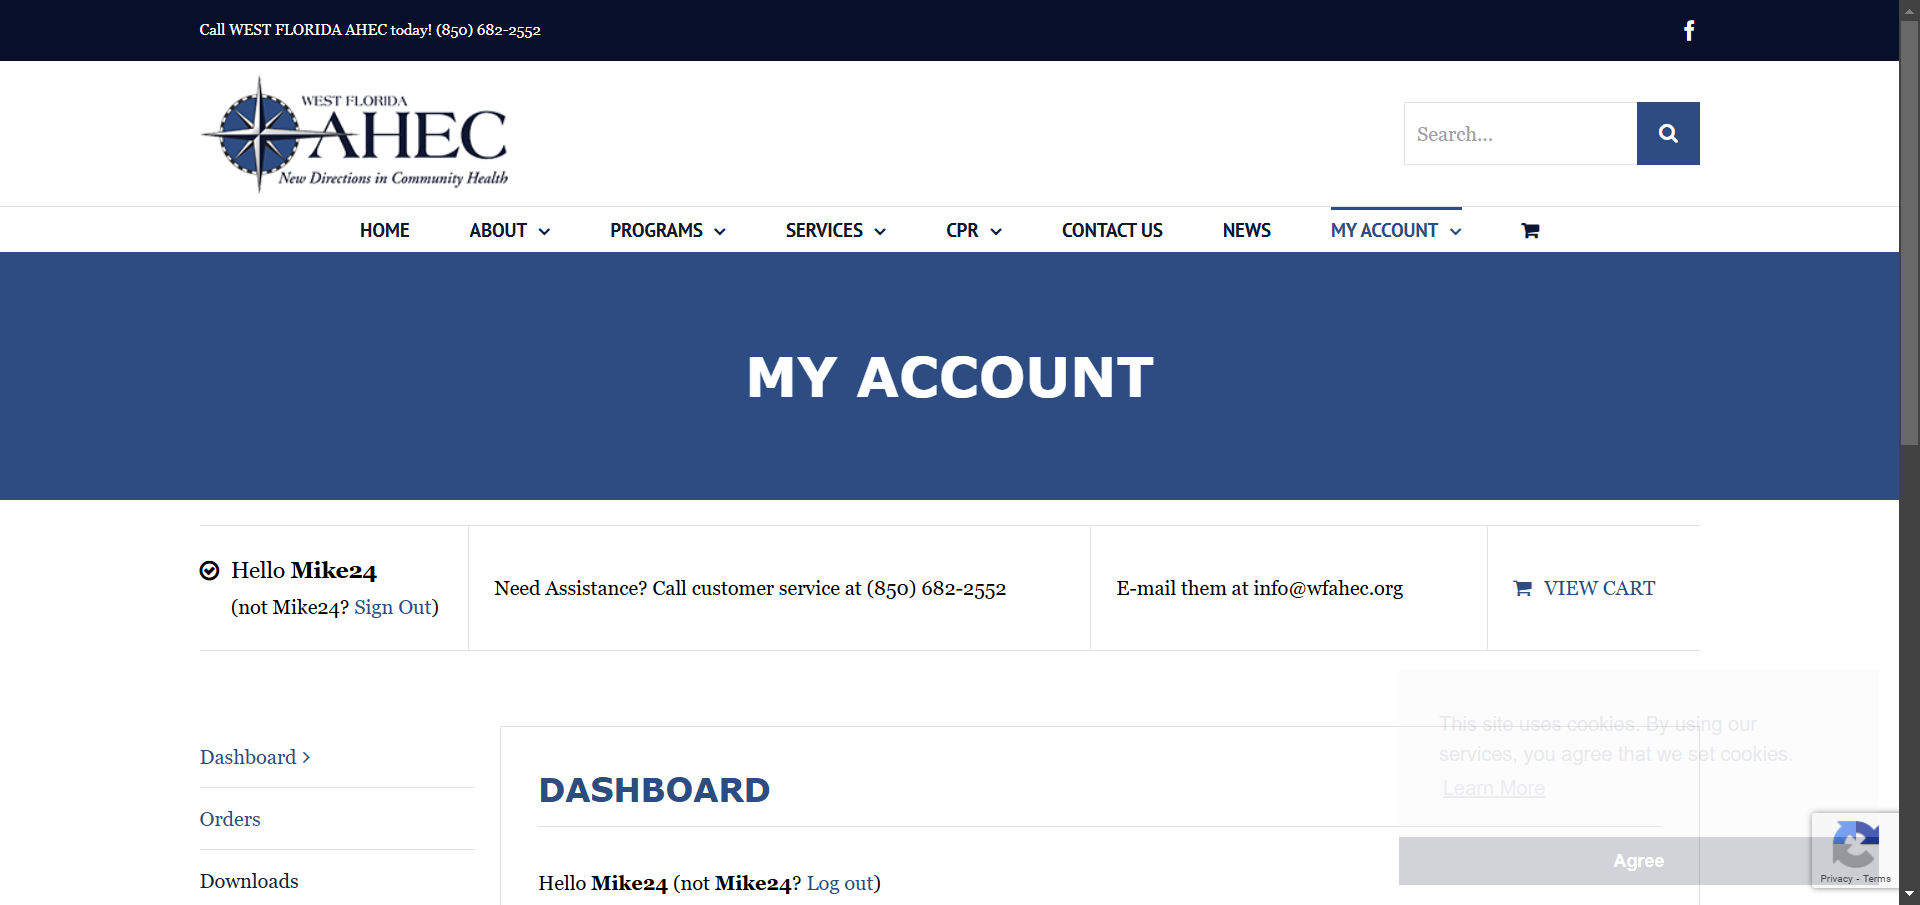 Call WEST FLORIDA AHEC today! (850) 682-2552
WEST FLORIDA
AHEC
New Directions in Community Health
Search...
HOME ABOUT PROGRAMS SERVICES CPR CONTACT US NEWS MY ACCOUNT
MY ACCOUNT
Hello Mike24
(not Mike24? Sign Out)
Need Assistance? Call customer service at (850) 682-2552
E-mail them at info@wfahec.org
VIEW CART
Dashboard
Orders
Downloads
DASHBOARD
Hello Mike24 (not Mike24? Log out)
This site uses cookies. By using our
services, you agree that we set cookies.
Learn More
Agree
Privacy - Terms